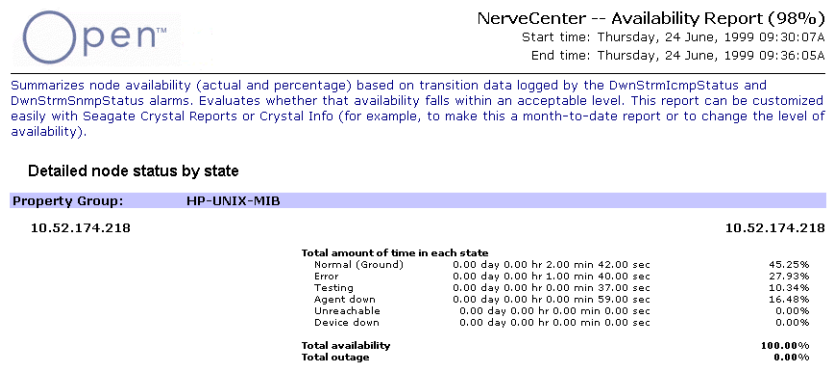 Open™
NerveCenter -- Availability Report (98%)
Start time: Thursday, 24 June, 1999 09:30:07A
End time: Thursday, 24 June, 1999 09:36:05A
Summarizes node availability (actual and percentage) based on transition data logged by the DwnStrmIcmpStatus and
DwnStrmSnmpStatus alarms. Evaluates whether that availability falls within an acceptable level. This report can be customized
easily with Seagate Crystal Reports or Crystal Info (for example, to make this a month-to-date report or to change the level of
availability).
Detailed node status by state
Property Group: HP-UNIX-MIB
10.52.174.218 10.52.174.218
Total amount of time in each state
Normal (Ground) 0.00 day 0.00 hr 2.00 min 42.00 sec 45.25%
Error 0.00 day 0.00 hr 1.00 min 40.00 sec 27.93%
Testing 0.00 day 0.00 hr 0.00 min 37.00 sec 10.34%
Agent down 0.00 day 0.00 hr 0.00 min 59.00 sec 16.48%
Unreachable 0.00 day 0.00 hr 0.00 min 0.00 sec 0.00%
Device down 0.00 day 0.00 hr 0.00 min 0.00 sec 0.00%
Total availability 100.00%
Total outage 0.00%